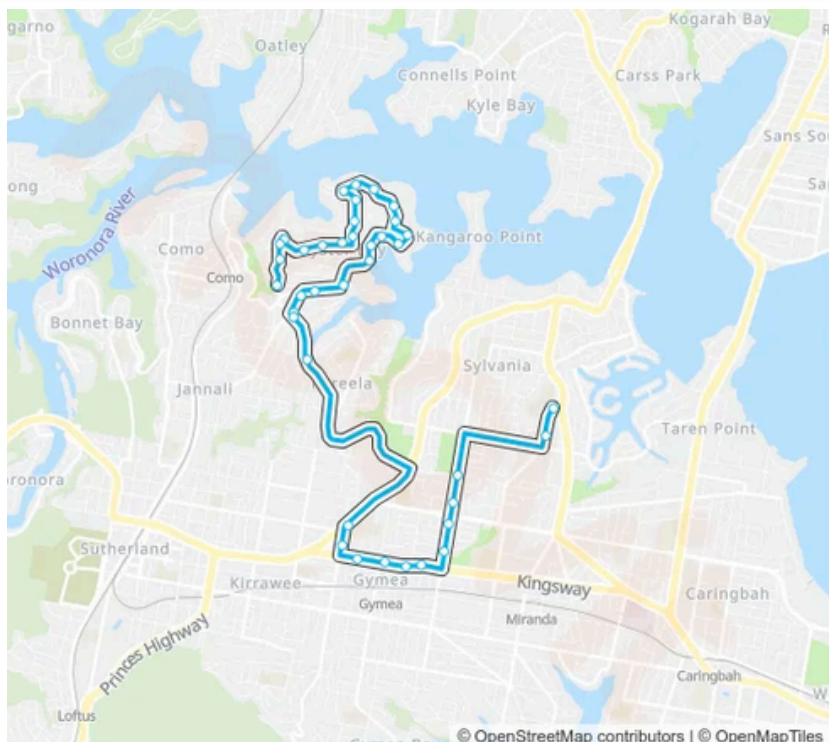 Kogarah Bay
garno
Oatley
Connells Point
Carss Park
Kyle Bay
Sans Sou
Sa
ong
Woronora River
Como
Kangaroo Point
Como
Bonnet Bay
Sylvania
Jannali
Taren Point
oronora
Sutherland
Kirrawee
Gymea
Kingsway
Caringbah
Gymea
Miranda
Princes Highway
Caringbah
W
Loftus
© OpenStreetMap contributors | © OpenMapTiles